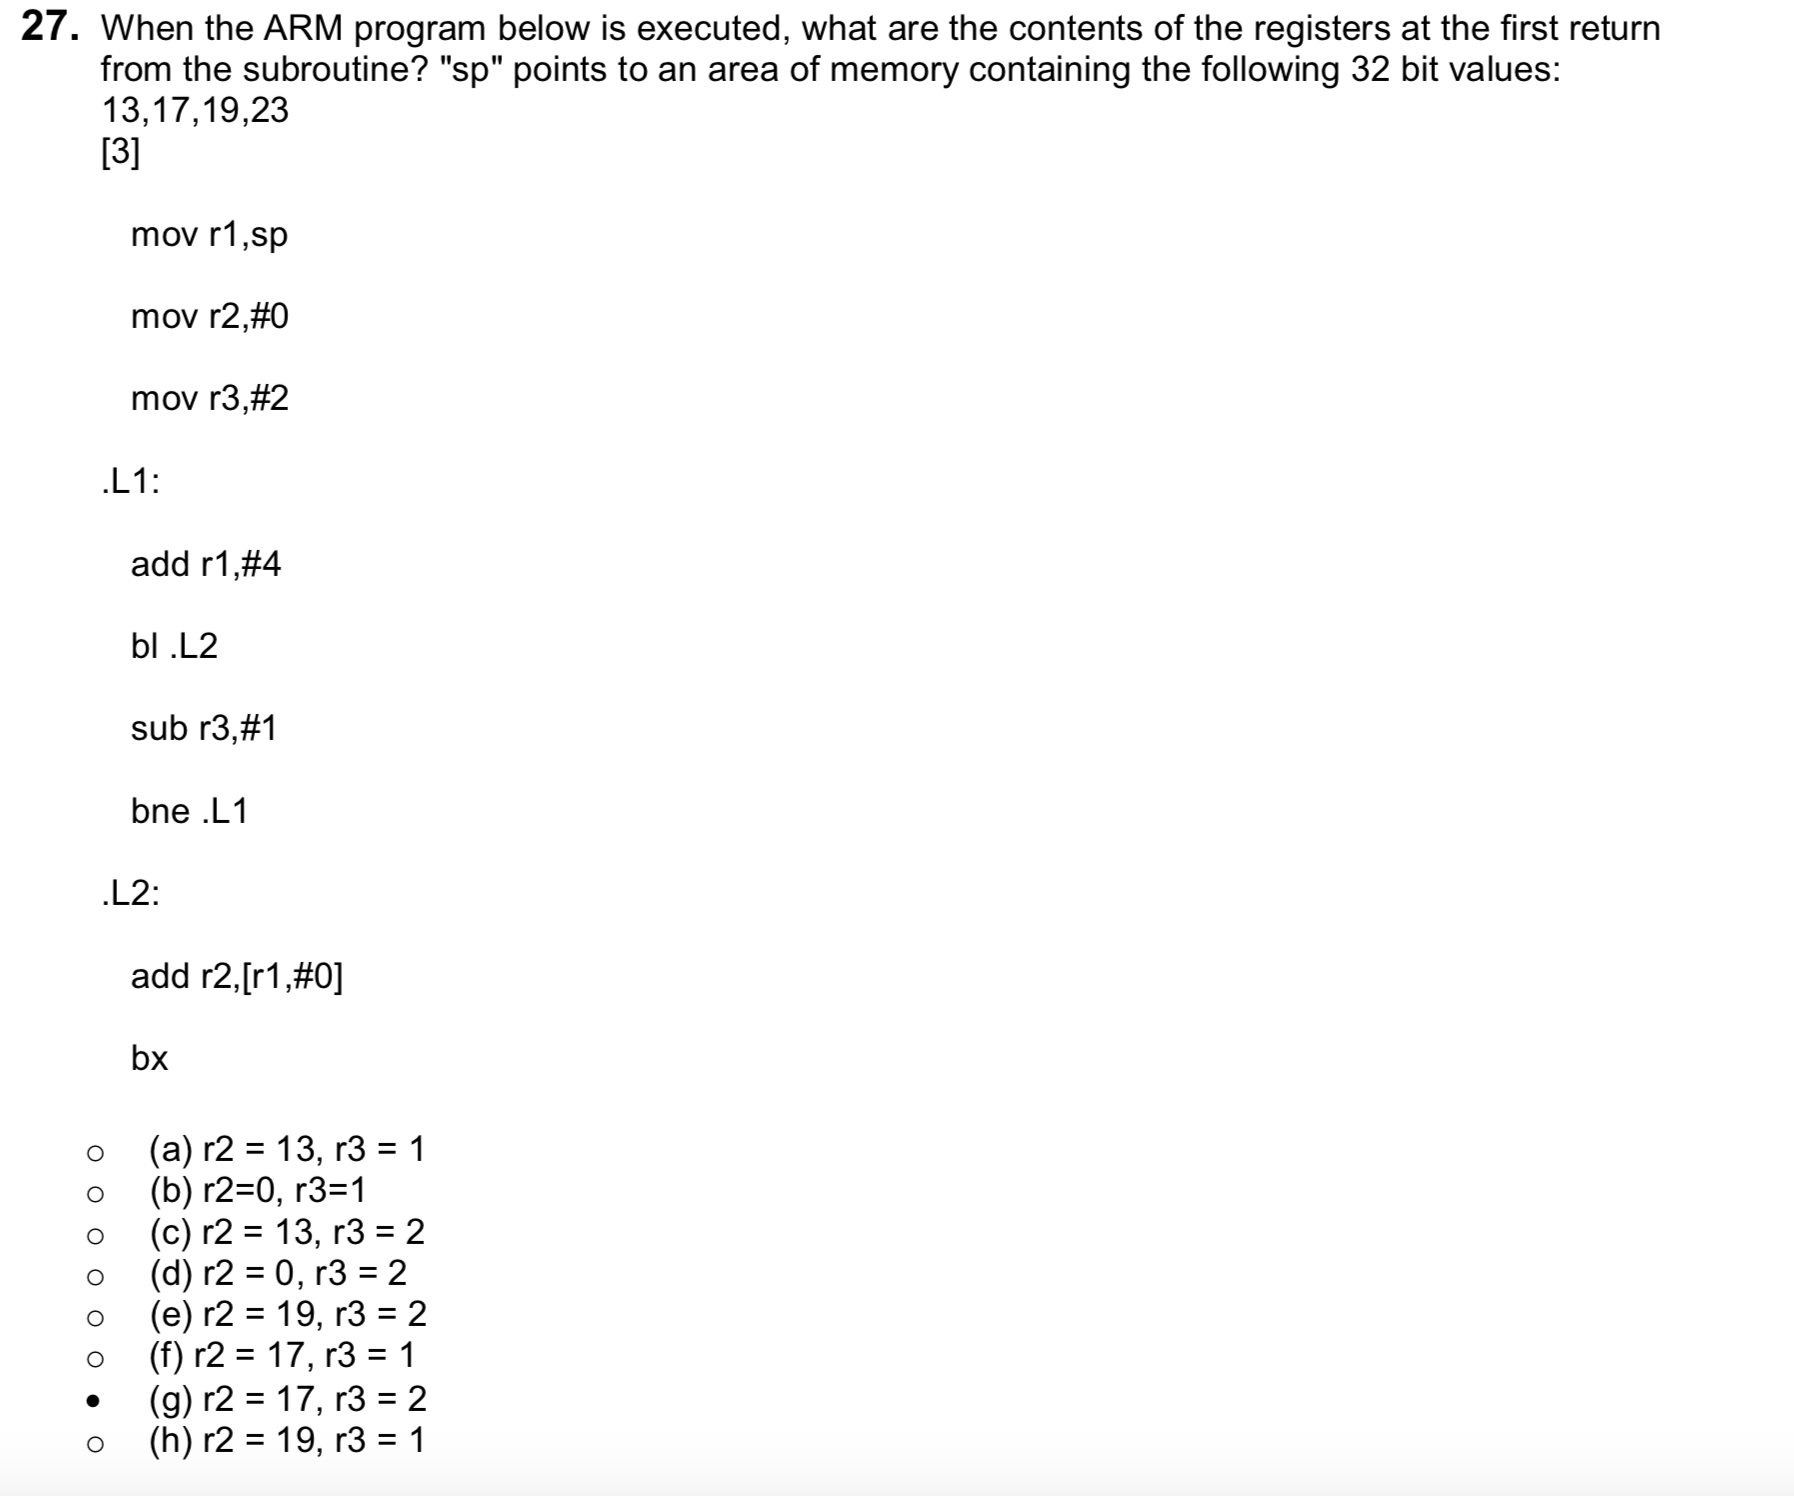 27. When the ARM program below is executed, what are the contents of the registers at the first return
from the subroutine? "sp" points to an area of memory containing the following 32 bit values:
13,17,19,23
[3]
mov r1,sp
mov r2,#0
mov r3,#2
.L1:
add r1,#4
bl .L2
sub r3,#1
bne .L1
.L2:
add r2,[r1,#0]
bx
(a) r2 = 13, r3 = 1
(b) r2=0, r3=1
(c) r2 = 13, r3 = 2
(d) r2 = 0, r3 = 2
(e) r2 = 19, r3 = 2
(f) r2 = 17, r3 = 1
(g) r2 = 17, r3 = 2
(h) r2 = 19, r3 = 1